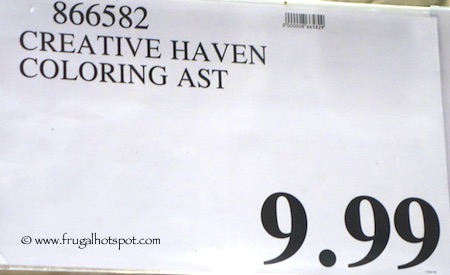 866582
CREATIVE HAVEN
COLORING AST
9.99
© www.frugalhotspot.com